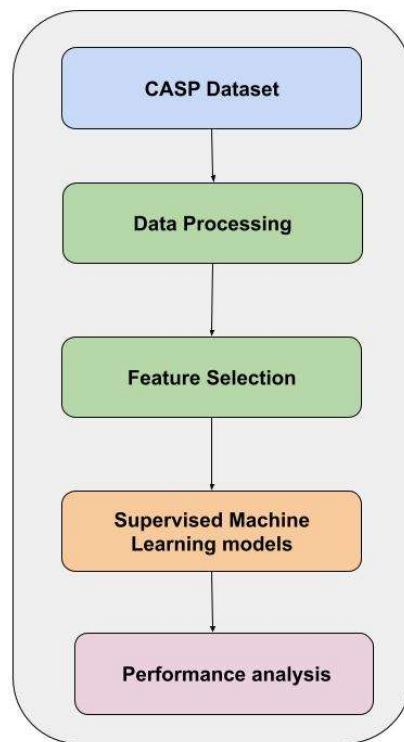 CASP Dataset
Data Processing
Feature Selection
Supervised Machine
Learning models
Performance analysis